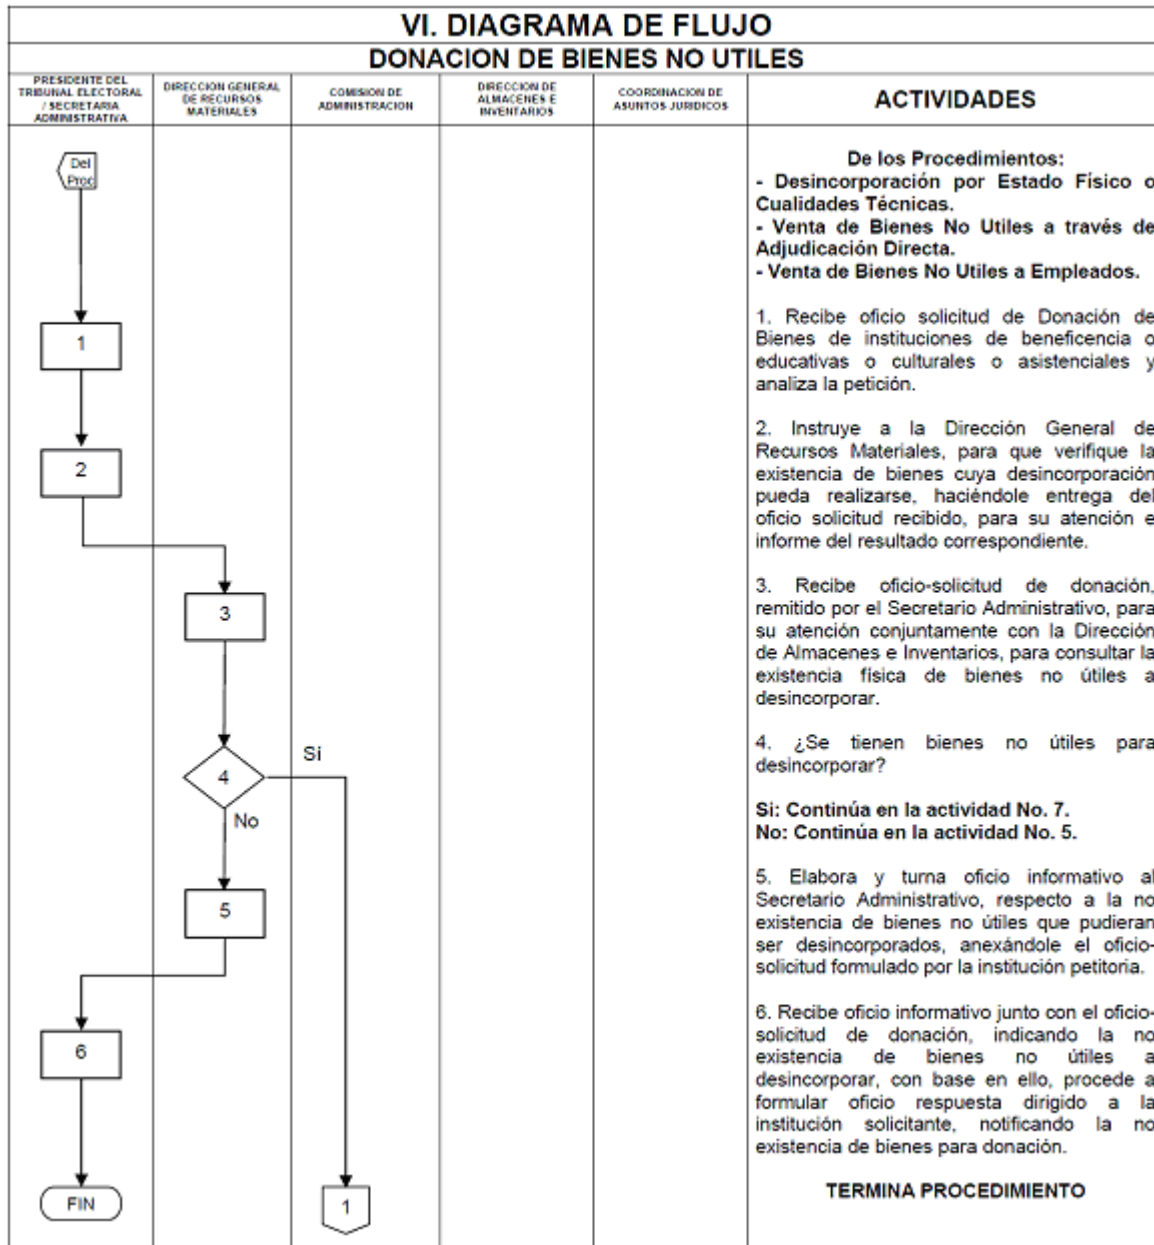 VI. DIAGRAMA DE FLUJO
DONACION DE BIENES NO UTILES
PRESIDENTE DEL
TRIBUNAL ELECTORAL
/ SECRETARIA
ADMINISTRATIVA
DIRECCION GENERAL
DE RECURSOS
MATERIALES
COMISION DE
ADMINISTRACION
DIRECCION DE
ALMACENES E
INVENTARIOS
COORDINACION DE
ASUNTOS JURIDICOS
ACTIVIDADES
Del
Proc
1
2
3
4
Sí
No
5
6
FIN
1
De los Procedimientos:
- Desincorporación por Estado Físico o
Cualidades Técnicas.
- Venta de Bienes No Utiles a través de
Adjudicación Directa.
- Venta de Bienes No Utiles a Empleados.
1. Recibe oficio solicitud de Donación de
Bienes de instituciones de beneficencia o
educativas o culturales o asistenciales y
analiza la petición.
2. Instruye a la Dirección General de
Recursos Materiales, para que verifique la
existencia de bienes cuya desincorporación
pueda realizarse, haciéndole entrega del
oficio solicitud recibido, para su atención e
informe del resultado correspondiente.
3. Recibe oficio-solicitud de donación,
remitido por el Secretario Administrativo, para
su atención conjuntamente con la Dirección
de Almacenes e Inventarios, para consultar la
existencia física de bienes no útiles a
desincorporar.
4. ¿Se tienen bienes no útiles para
desincorporar?
Si: Continúa en la actividad No. 7.
No: Continúa en la actividad No. 5.
5. Elabora y turna oficio informativo al
Secretario Administrativo, respecto a la no
existencia de bienes no útiles que pudieran
ser desincorporados, anexándole el oficio-
solicitud formulado por la institución petitoria.
6. Recibe oficio informativo junto con el oficio-
solicitud de donación, indicando la no
existencia de bienes no útiles a
desincorporar, con base en ello, procede a
formular oficio respuesta dirigido a la
institución solicitante, notificando la no
existencia de bienes para donación.
TERMINA PROCEDIMIENTO